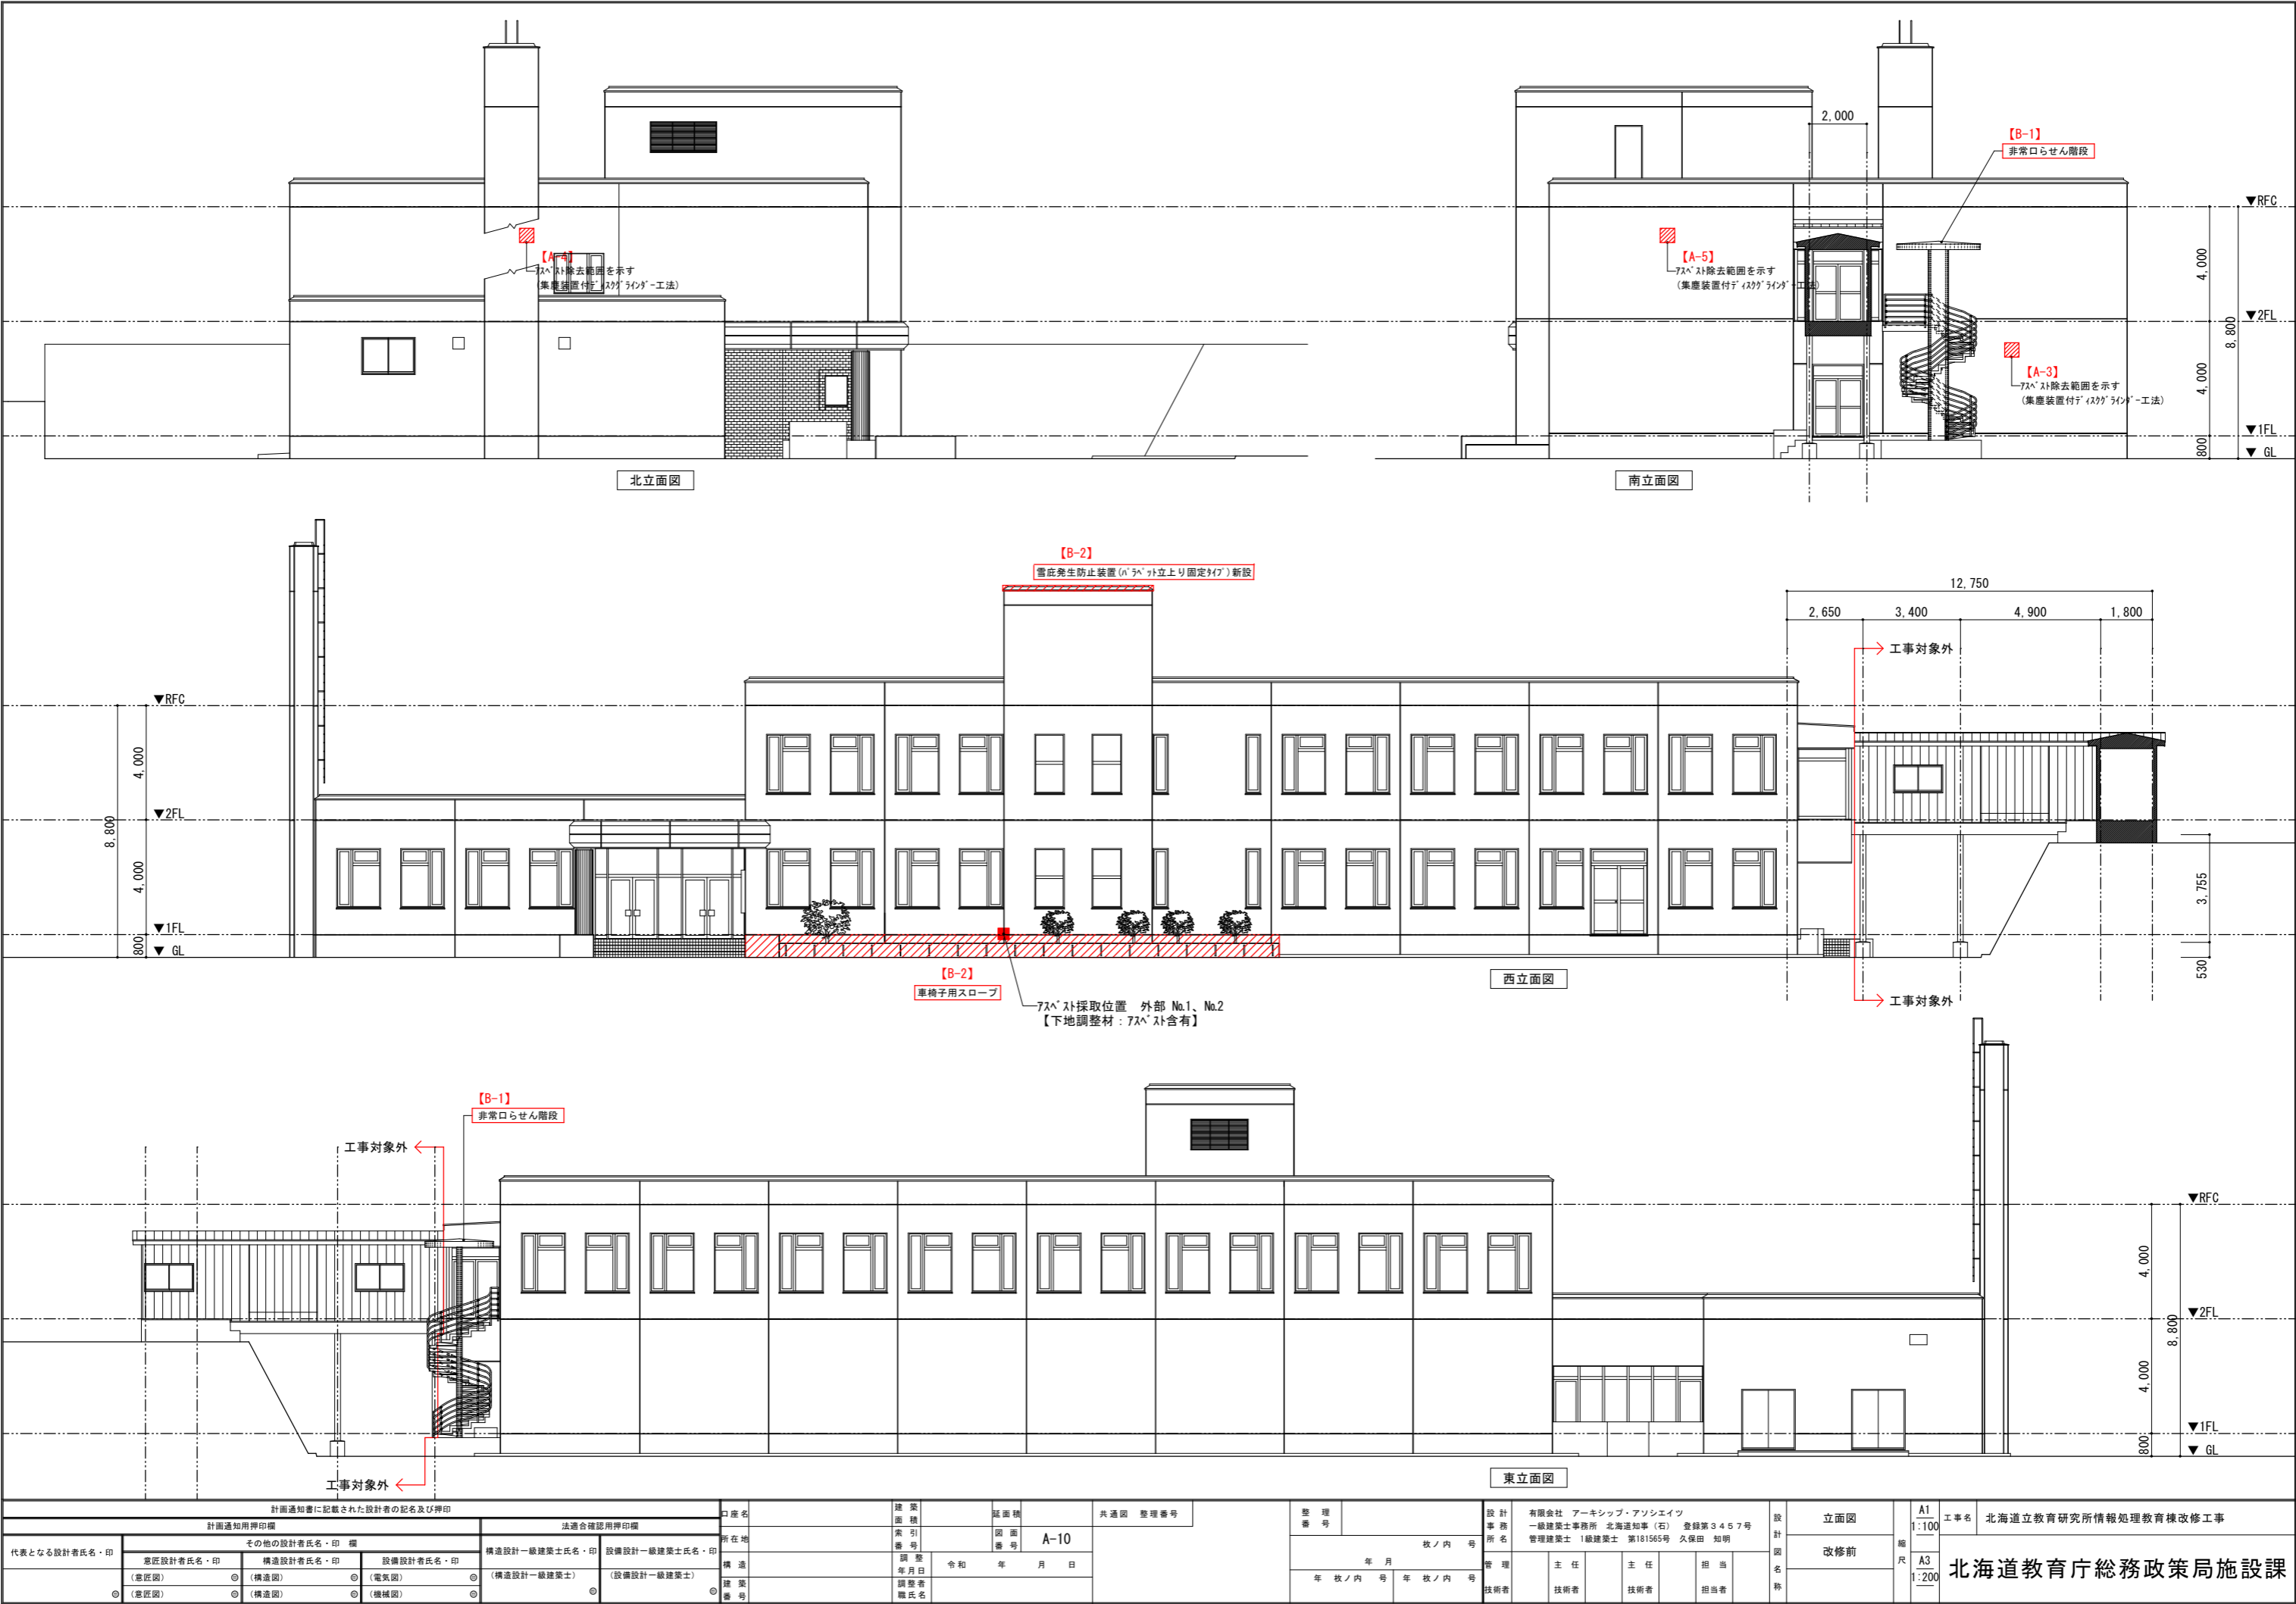 2,000
【B-1】
非常口らせん階段
▼RFC
【A-4】
ｱｽﾍﾞｽﾄ除去範囲を示す
(集塵装置付ﾃﾞｨｽｸｸﾞﾗｲﾝﾀﾞｰ工法)
【A-5】
ｱｽﾍﾞｽﾄ除去範囲を示す
(集塵装置付ﾃﾞｨｽｸｸﾞﾗｲﾝﾀﾞｰ工法)
4,000
▼2FL
8,800
【A-3】
ｱｽﾍﾞｽﾄ除去範囲を示す
(集塵装置付ﾃﾞｨｽｸｸﾞﾗｲﾝﾀﾞｰ工法)
4,000
▼1FL
800
▼ GL
北立面図
南立面図
【B-2】
雪庇発生防止装置(ﾊﾟﾗﾍﾟｯﾄ立上り固定ﾀｲﾌﾟ)新設
12,750
2,650
3,400
4,900
1,800
工事対象外
▼RFC
4,000
▼2FL
8,800
4,000
3,755
▼1FL
800
▼ GL
530
【B-2】
車椅子用スロープ
西立面図
ｱｽﾍﾞｽﾄ採取位置　外部 №1、№2
【下地調整材：ｱｽﾍﾞｽﾄ含有】
工事対象外
【B-1】
非常口らせん階段
工事対象外
▼RFC
4,000
▼2FL
8,800
4,000
▼1FL
800
▼ GL
工事対象外
東立面図
計画通知書に記載された設計者の記名及び押印
計画通知用押印欄
法適合確認用押印欄
代表となる設計者氏名・印
その他の設計者氏名・印　欄
意匠設計者氏名・印
構造設計者氏名・印
設備設計者氏名・印
構造設計一級建築士氏名・印
設備設計一級建築士氏名・印
(意匠図) ㊞
(構造図) ㊞
(電気図) ㊞
(構造設計一級建築士) ㊞
(設備設計一級建築士) ㊞
㊞
(意匠図) ㊞
(構造図) ㊞
(機械図) ㊞
口座名
所在地
構 造
建 築 番 号
建 築 面 積
延面積
索 引 番 号
図 面 番 号
A-10
調 整 年月日
令和　年　月　日
調整者 職氏名
共通図　整理番号
整 理 番 号
枚ノ内　号
年　月
年　枚ノ内　号
年　枚ノ内　号
設 計 事 務 所 名
有限会社　アーキシップ・アソシエイツ
一級建築士事務所　北海道知事（石）　登録第３４５７号
管理建築士　1級建築士　第181565号　久保田　知明
管 理 技術者
主 任 技術者
主 任 技術者
担 当 担当者
設 計 図 名 称
立面図
改修前
縮 尺
A1
1:100
A3
1:200
工事名
北海道立教育研究所情報処理教育棟改修工事
北海道教育庁総務政策局施設課